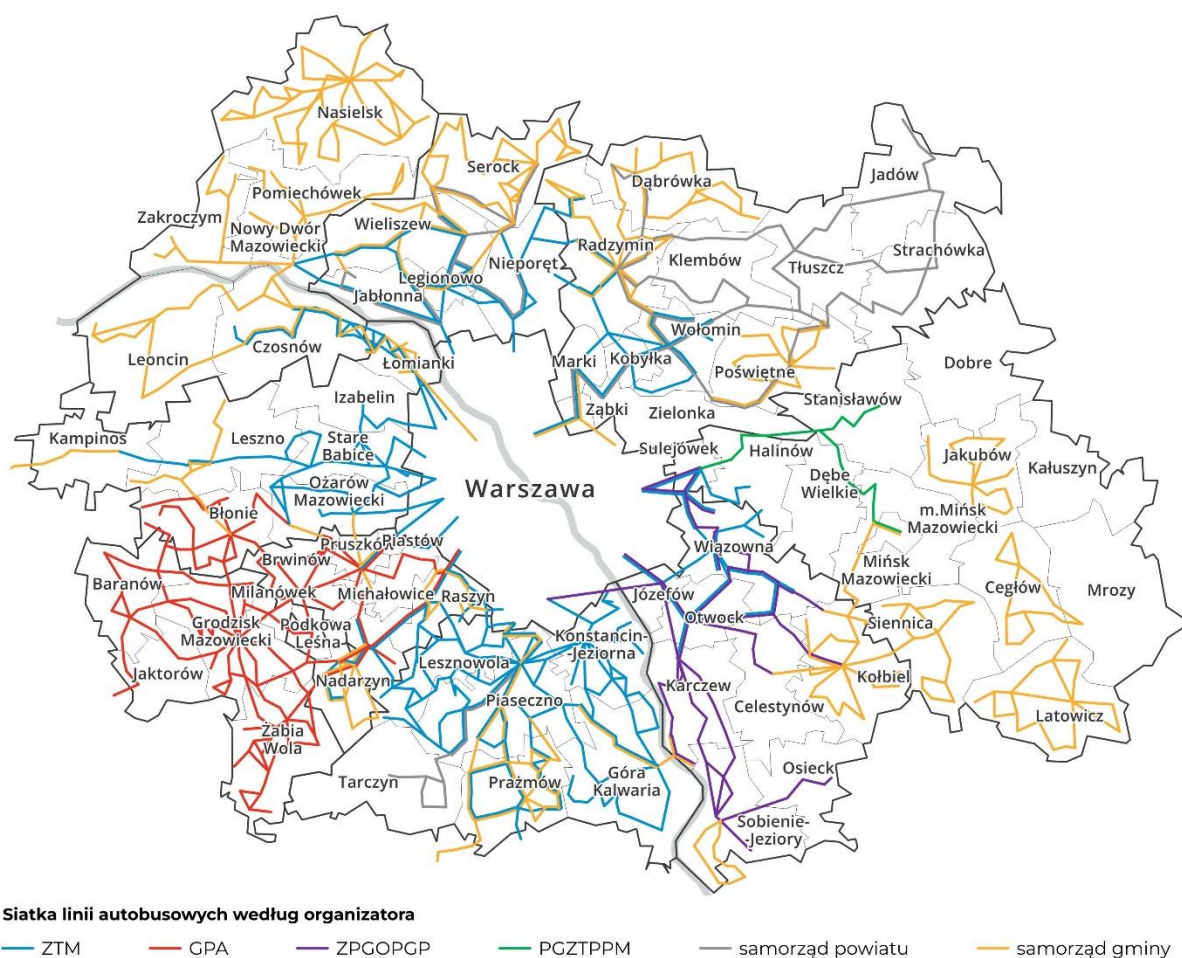 Nasielsk
Serock
Jadów
Dąbrówka
Pomiechówek
Zakroczym
Nowy Dwór
Mazowiecki
Wieliszew
Radzymin
Klembów
Strachówka
Nieporęt
Tłuszcz
Legionowo
Jabłonna
Wołomin
Leoncin
Czosnów
Łomianki
Marki
Kobyłka
Poświętne
Dobre
Izabelin
Ząbki
Zielonka
Stanisławów
Kampinos
Leszno
Stare
Babice
Sulejówek
Halinów
Jakubów
Kałuszyn
Warszawa
Dębe
Wielkie
Ożarów
Mazowiecki
Błonie
m.Mińsk
Mazowiecki
Pruszków
Piastów
Wiązowna
Brwinów
Mińsk
Mazowiecki
Baranów
Milanówek
Michałowice
Raszyn
Józefów
Cegłów
Mrozy
Grodzisk
Mazowiecki
Podkowa
Leśna
Otwock
Siennica
Konstancin-
Jeziorna
Jaktorów
Nadarzyn
Lesznowola
Karczew
Kołbiel
Piaseczno
Celestynów
Latowicz
Żabia
Wola
Tarczyn
Prażmów
Góra
Kalwaria
Osieck
Sobienie-
-Jeziory
Siatka linii autobusowych według organizatora
ZTM GPA ZPGOPGP PGZTPPM samorząd powiatu samorząd gminy